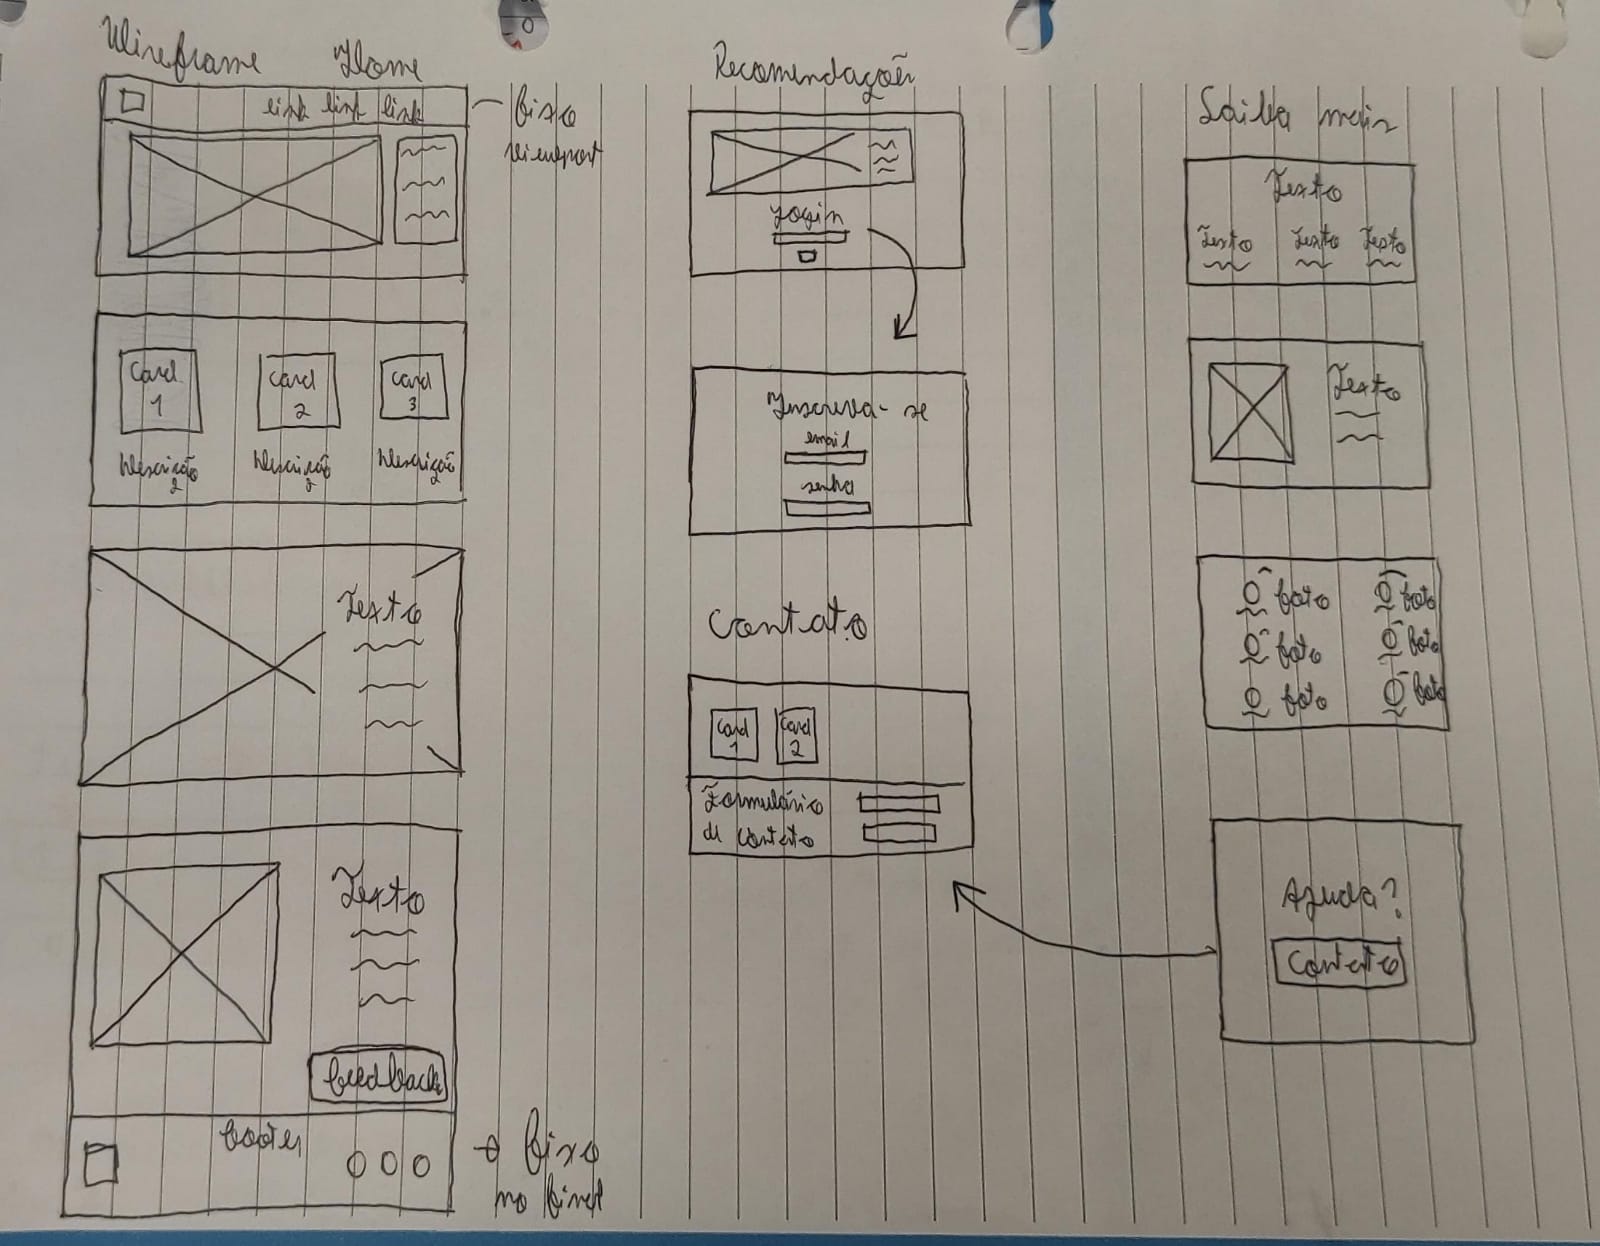 Wireframe Home
link link link
fixo
viewport
Card
1
Card
2
Card
3
Descrição
Descrição
Descrição
Texto
Texto
feedback
footer
fixo
no final
Recomendações
Login
Inscreva-se
email
senha
Contato
Card
1
Card
2
Formulário
de contato
Saiba mais
Texto
Texto Texto Texto
Texto
foto foto
foto foto
foto foto
Ajuda?
Contato